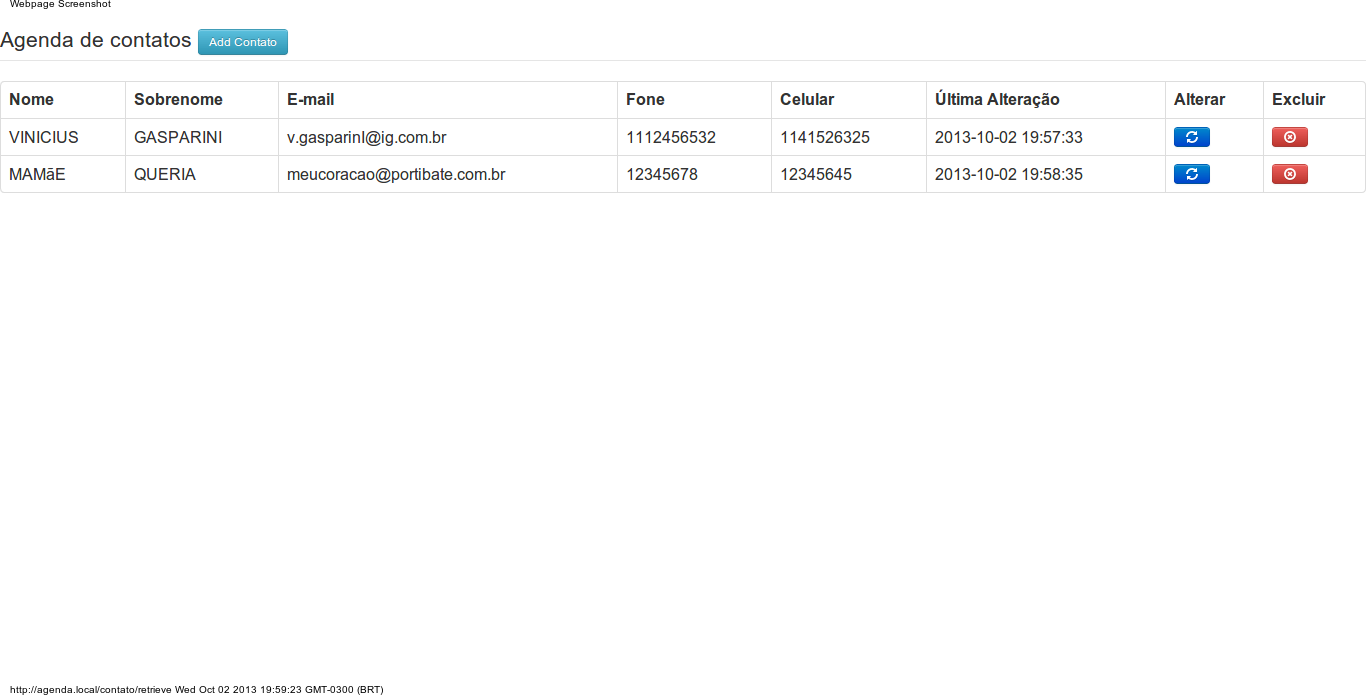 Webpage Screenshot
Agenda de contatos Add Contato
Nome Sobrenome E-mail Fone Celular Última Alteração Alterar Excluir
VINICIUS GASPARINI v.gasparinI@ig.com.br 1112456532 1141526325 2013-10-02 19:57:33
MAMãE QUERIA meucoracao@portibate.com.br 12345678 12345645 2013-10-02 19:58:35
http://agenda.local/contato/retrieve Wed Oct 02 2013 19:59:23 GMT-0300 (BRT)